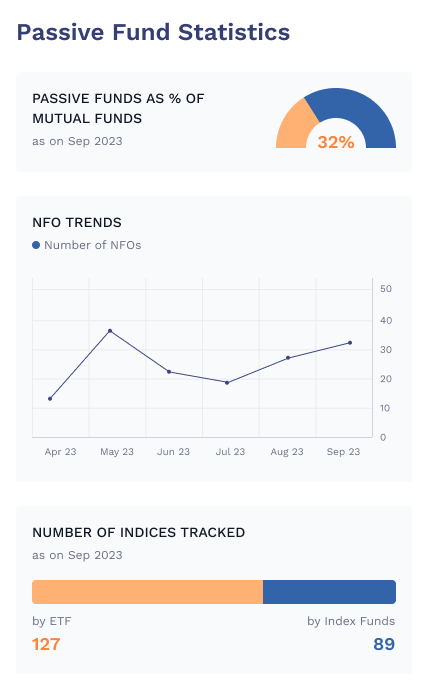 Passive Fund Statistics
PASSIVE FUNDS AS % OF
MUTUAL FUNDS
as on Sep 2023
32%
NFO TRENDS
Number of NFOs
50
40
30
20
10
0
Apr 23 May 23 Jun 23 Jul 23 Aug 23 Sep 23
NUMBER OF INDICES TRACKED
as on Sep 2023
by ETF by Index Funds
127 89